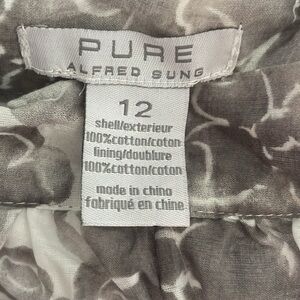 PURE
ALFRED SUNG
12
shell/exterieur
100%cotton/coton
lining/doublure
100%cotton/coton
made in china
fabriqué en chine